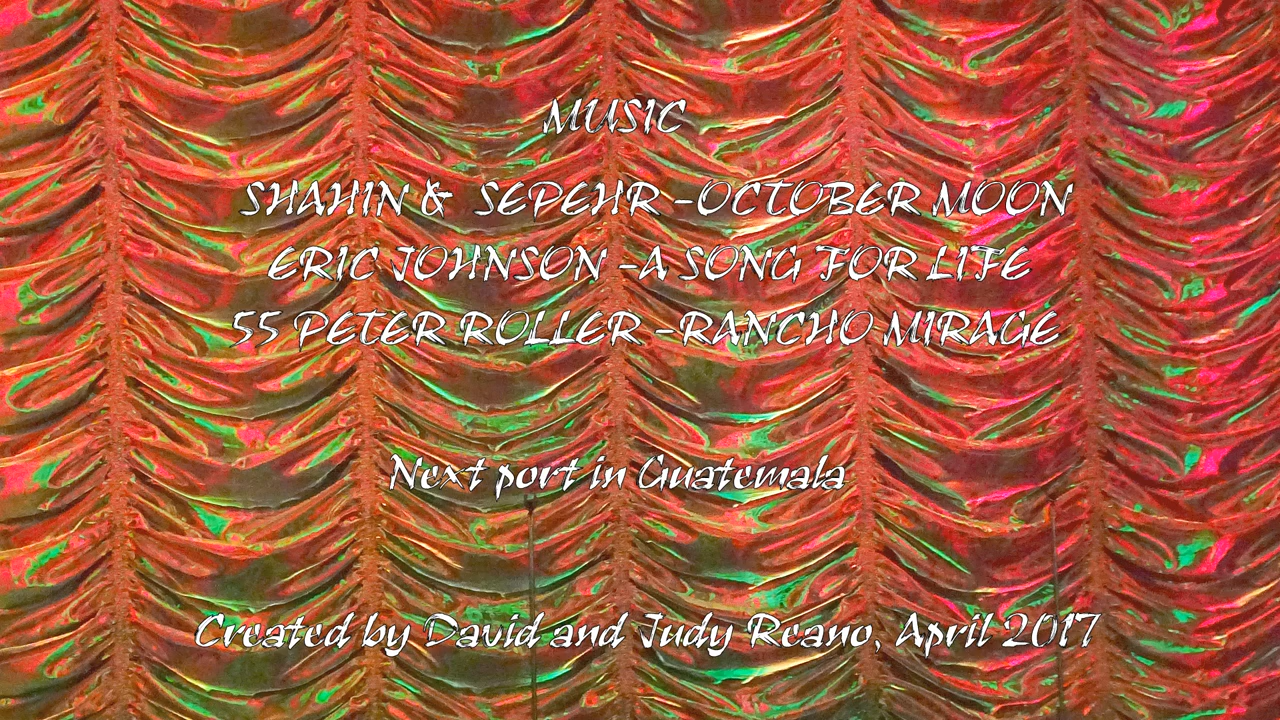 MUSIC
SHAHIN & SEPEHR -OCTOBER MOON
ERIC JOHNSON -A SONG FOR LIFE
55 PETER ROLLER -RANCHO MIRAGE
Next port in Guatemala
Created by David and Judy Reano, April 2017